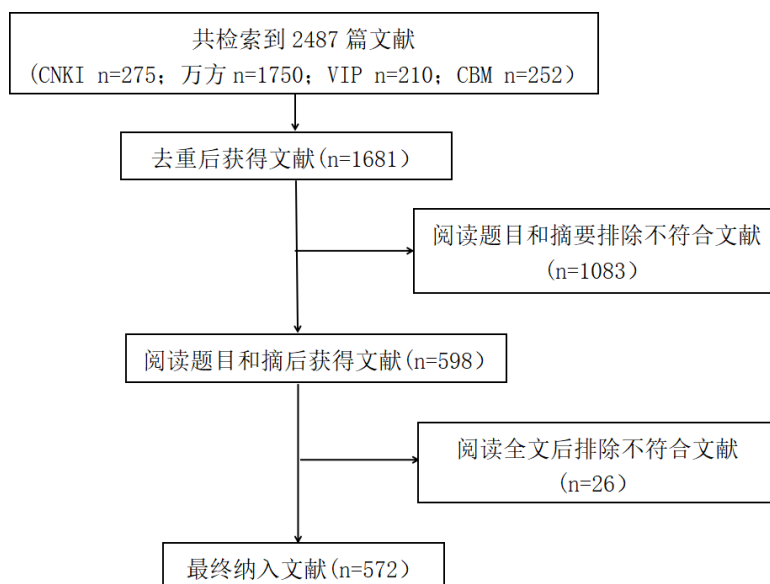 共检索到 2487 篇文献
(CNKI n=275；万方 n=1750；VIP n=210；CBM n=252）
去重后获得文献(n=1681）
阅读题目和摘要排除不符合文献
(n=1083）
阅读题目和摘后获得文献(n=598）
阅读全文后排除不符合文献
(n=26）
最终纳入文献(n=572）